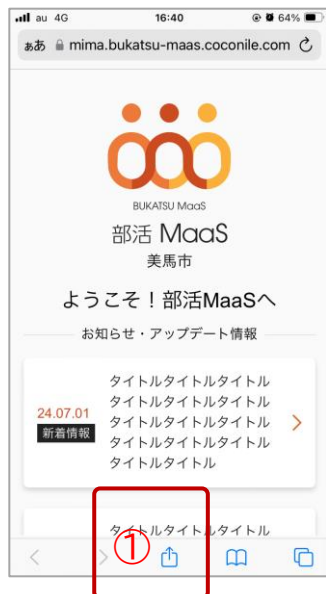 au 4G 16:40 64%
ぁあ mima.bukatsu-maas.coconile.com
BUKATSU MaaS
部活 MaaS
美馬市
ようこそ！部活MaaSへ
お知らせ・アップデート情報
24.07.01
新着情報
タイトルタイトルタイトル
タイトルタイトルタイトル
タイトルタイトルタイトル
タイトルタイトルタイトル
タイトルタイトル
タイトルタイトルタイトル
①